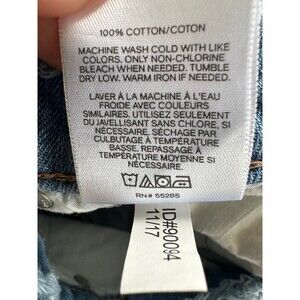 100% COTTON/COTON
MACHINE WASH COLD WITH LIKE
COLORS. ONLY NON-CHLORINE
BLEACH WHEN NEEDED. TUMBLE
DRY LOW. WARM IRON IF NEEDED.
LAVER À LA MACHINE À L'EAU
FROIDE AVEC COULEURS
SIMILAIRES. UTILISEZ SEULEMENT
DU JAVELLISANT SANS CHLORE, SI
NÉCESSAIRE. SÉCHAGE PAR
CULBUTAGE À TEMPÉRATURE
BASSE. REPASSAGE À
TEMPÉRATURE MOYENNE SI
NÉCESSAIRE.
RN# 55285
ID#90094
11/17